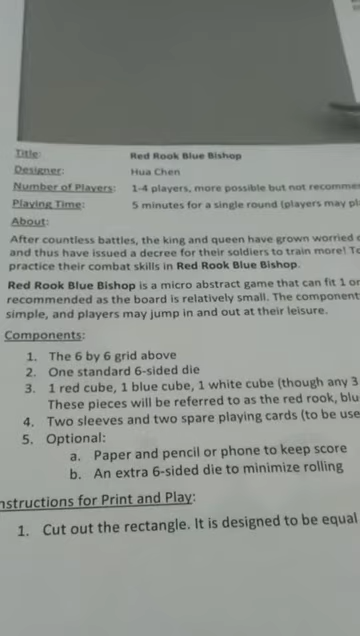 Title: Red Rook Blue Bishop
Designer: Hua Chen
Number of Players: 1-4 players, more possible but not
Playing Time: 5 minutes for a single round (players may
About:
After countless battles, the king and queen have grown worried
and thus have issued a decree for their soldiers to train more!
practice their combat skills in Red Rook Blue Bishop.
Red Rook Blue Bishop is a micro abstract game that can fit 1
recommended as the board is relatively small. The
simple, and players may jump in and out at their leisure.
Components:
1. The 6 by 6 grid above
2. One standard 6-sided die
3. 1 red cube, 1 blue cube, 1 white cube (though any 3
These pieces will be referred to as the red rook,
4. Two sleeves and two spare playing cards (to be
5. Optional:
a. Paper and pencil or phone to keep score
b. An extra 6-sided die to minimize rolling
nstructions for Print and Play:
1. Cut out the rectangle. It is designed to be equal